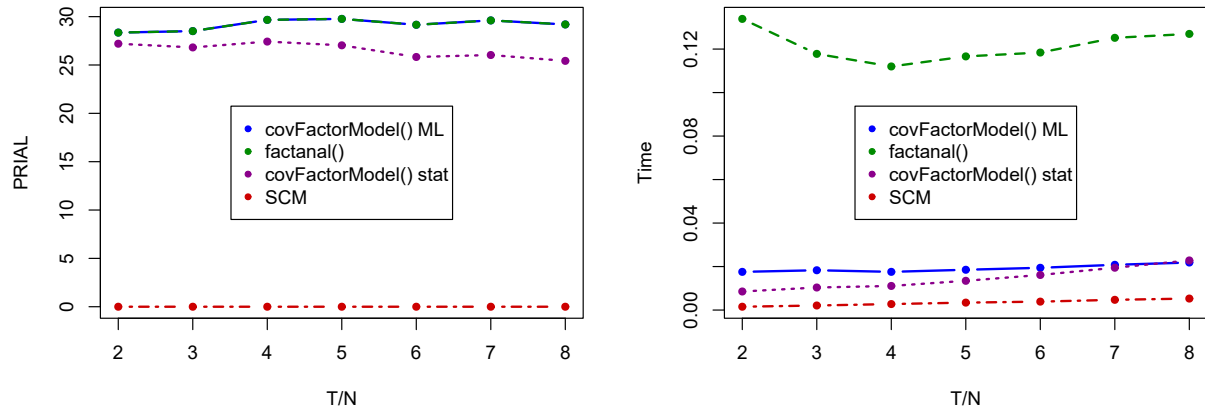 PRIAL
30
25
20
15
10
5
0
covFactorModel() ML
factanal()
covFactorModel() stat
SCM
2 3 4 5 6 7 8
T/N
Time
0.12
0.08
0.04
0.00
covFactorModel() ML
factanal()
covFactorModel() stat
SCM
2 3 4 5 6 7 8
T/N